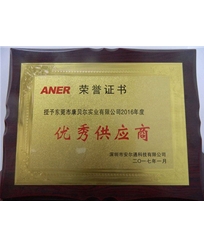 ANER 荣誉证书
授予东莞市康贝尔实业有限公司2016年度
优秀供应商
深圳市安尔通科技有限公司
二〇一七年一月